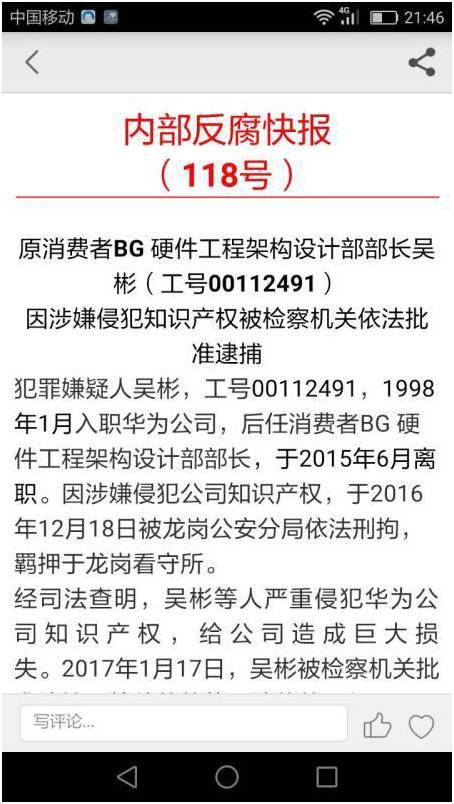 中国移动 4G 21:46
内部反腐快报
（118号）
原消费者BG 硬件工程架构设计部部长吴
彬（工号00112491）
因涉嫌侵犯知识产权被检察机关依法批
准逮捕
犯罪嫌疑人吴彬，工号00112491，1998
年1月入职华为公司，后任消费者BG 硬
件工程架构设计部部长，于2015年6月离
职。因涉嫌侵犯公司知识产权，于2016
年12月18日被龙岗公安分局依法刑拘，
羁押于龙岗看守所。
经司法查明，吴彬等人严重侵犯华为公
司知识产权，给公司造成巨大损
失。2017年1月17日，吴彬被检察机关批
写评论...